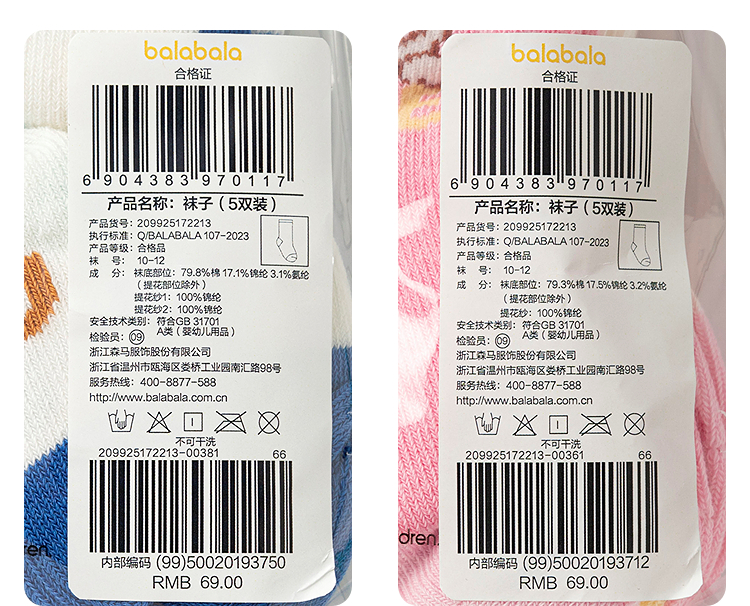 balabala
合格证
6 904383 970117
产品名称：袜子（5双装）
产品货号：209925172213
执行标准：Q/BALABALA 107-2023
产品等级：合格品
袜　号：10-12
成　分：袜底部位：79.8%棉 17.1%锦纶 3.1%氨纶
（提花部位除外）
提花纱1：100%锦纶
提花纱2：100%锦纶
安全技术类别：符合GB 31701
A类（婴幼儿用品）
检验员：09
浙江森马服饰股份有限公司
浙江省温州市瓯海区娄桥工业园南汇路98号
服务热线：400-8877-588
http://www.balabala.com.cn
不可干洗
209925172213-00381 66
内部编码 (99)50020193750
RMB 69.00
dren.
balabala
合格证
6 904383 970117
产品名称：袜子（5双装）
产品货号：209925172213
执行标准：Q/BALABALA 107-2023
产品等级：合格品
袜　号：10-12
成　分：袜底部位：79.3%棉 17.5%锦纶 3.2%氨纶
（提花部位除外）
提花纱：100%锦纶
安全技术类别：符合GB 31701
A类（婴幼儿用品）
检验员：09
浙江森马服饰股份有限公司
浙江省温州市瓯海区娄桥工业园南汇路98号
服务热线：400-8877-588
http://www.balabala.com.cn
不可干洗
209925172213-00361 66
内部编码 (99)50020193712
RMB 69.00
dren.